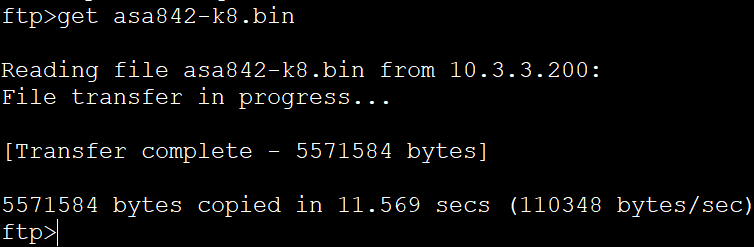 ftp>get asa842-k8.bin
Reading file asa842-k8.bin from 10.3.3.200:
File transfer in progress...
[Transfer complete - 5571584 bytes]
5571584 bytes copied in 11.569 secs (110348 bytes/sec)
ftp>